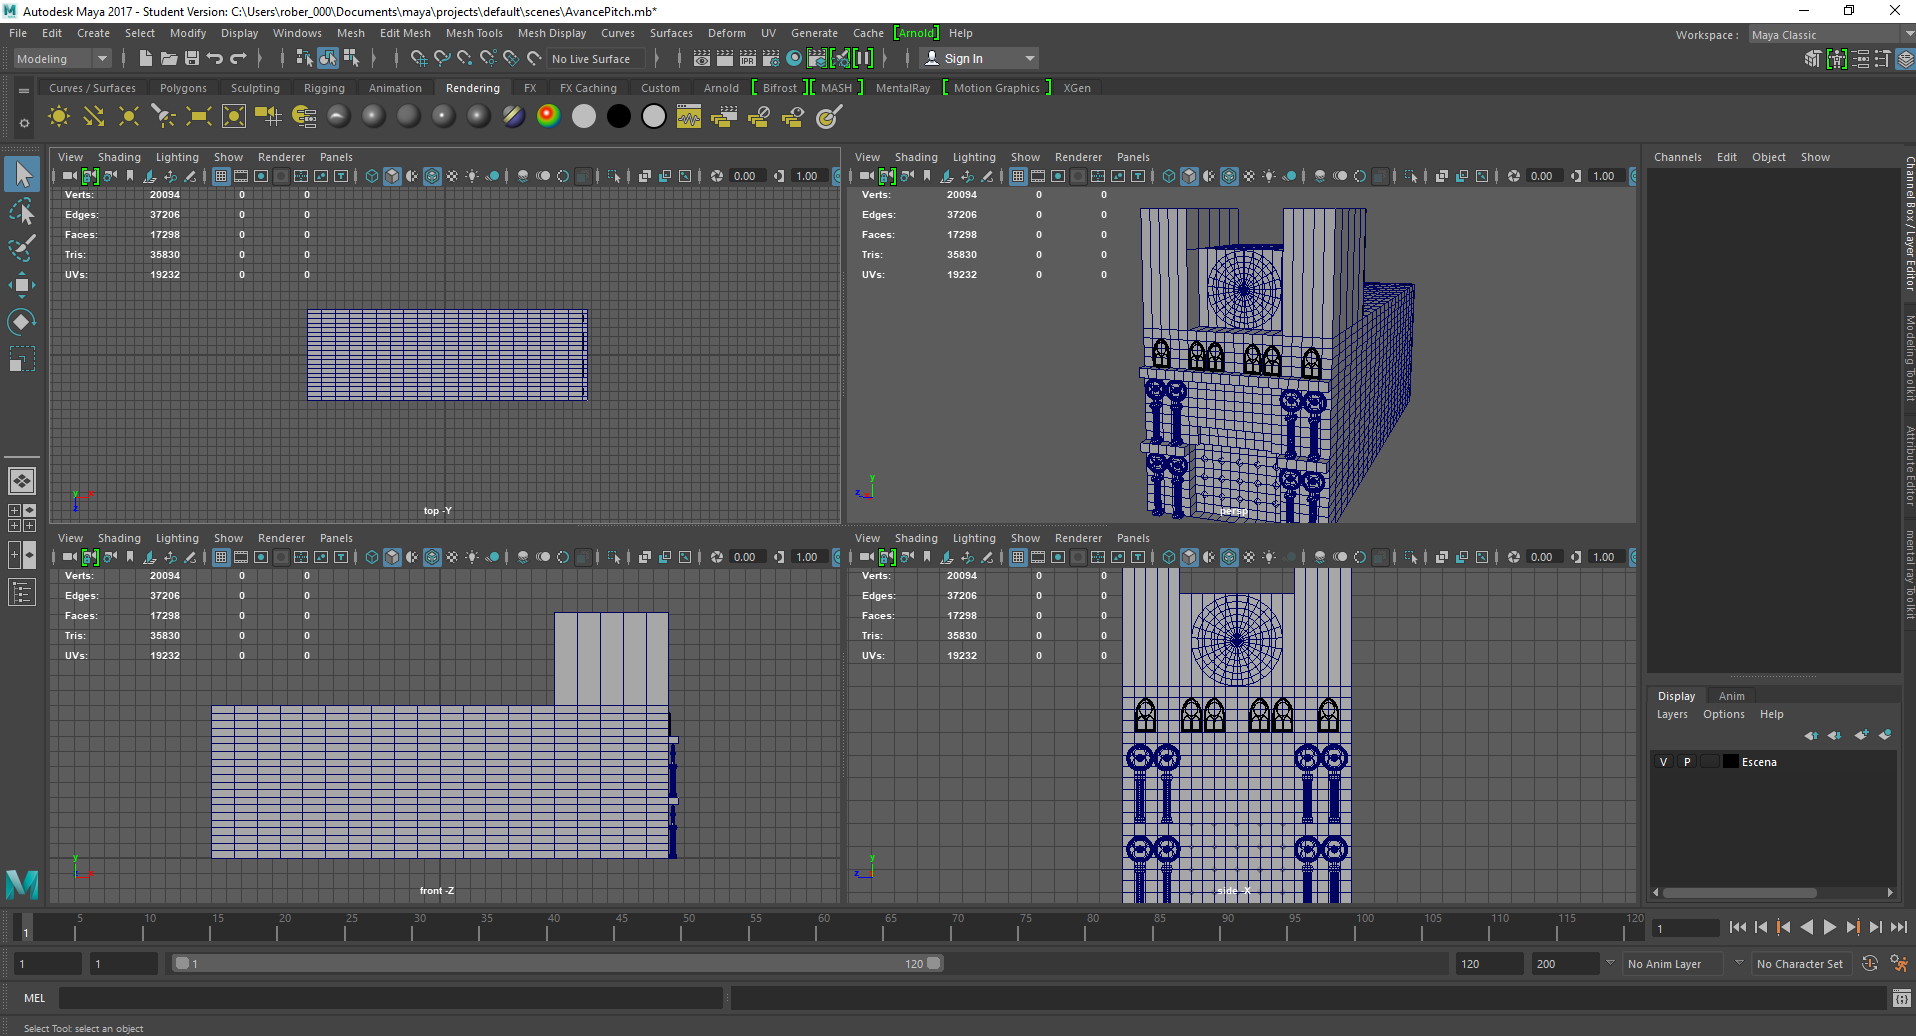 Autodesk Maya 2017 - Student Version: C:\Users\rober_000\Documents\maya\projects\default\scenes\AvancePitch.mb*
File Edit Create Select Modify Display Windows Mesh Edit Mesh Mesh Tools Mesh Display Curves Surfaces Deform UV Generate Cache [Arnold] Help
Workspace : Maya Classic
Modeling No Live Surface Sign In
Curves / Surfaces Polygons Sculpting Rigging Animation Rendering FX FX Caching Custom Arnold [ Bifrost ] [ MASH ] MentalRay [ Motion Graphics ] XGen
View Shading Lighting Show Renderer Panels
0.00 1.00
Verts: 20094 0 0
Edges: 37206 0 0
Faces: 17298 0 0
Tris: 35830 0 0
UVs: 19232 0 0
y x
z
top -Y
View Shading Lighting Show Renderer Panels
0.00 1.00
Verts: 20094 0 0
Edges: 37206 0 0
Faces: 17298 0 0
Tris: 35830 0 0
UVs: 19232 0 0
y
z
persp
View Shading Lighting Show Renderer Panels
0.00 1.00
Verts: 20094 0 0
Edges: 37206 0 0
Faces: 17298 0 0
Tris: 35830 0 0
UVs: 19232 0 0
y
z x
front -Z
View Shading Lighting Show Renderer Panels
0.00 1.00
Verts: 20094 0 0
Edges: 37206 0 0
Faces: 17298 0 0
Tris: 35830 0 0
UVs: 19232 0 0
y
z
side -X
Channels Edit Object Show
Channel Box / Layer Editor
Modeling Toolkit
Attribute Editor
mental ray Toolkit
Display Anim
Layers Options Help
V P Escena
5 10 15 20 25 30 35 40 45 50 55 60 65 70 75 80 85 90 95 100 105 110 115 120
1 1
1 1 1 120 120 200 No Anim Layer No Character Set
MEL
Select Tool: select an object